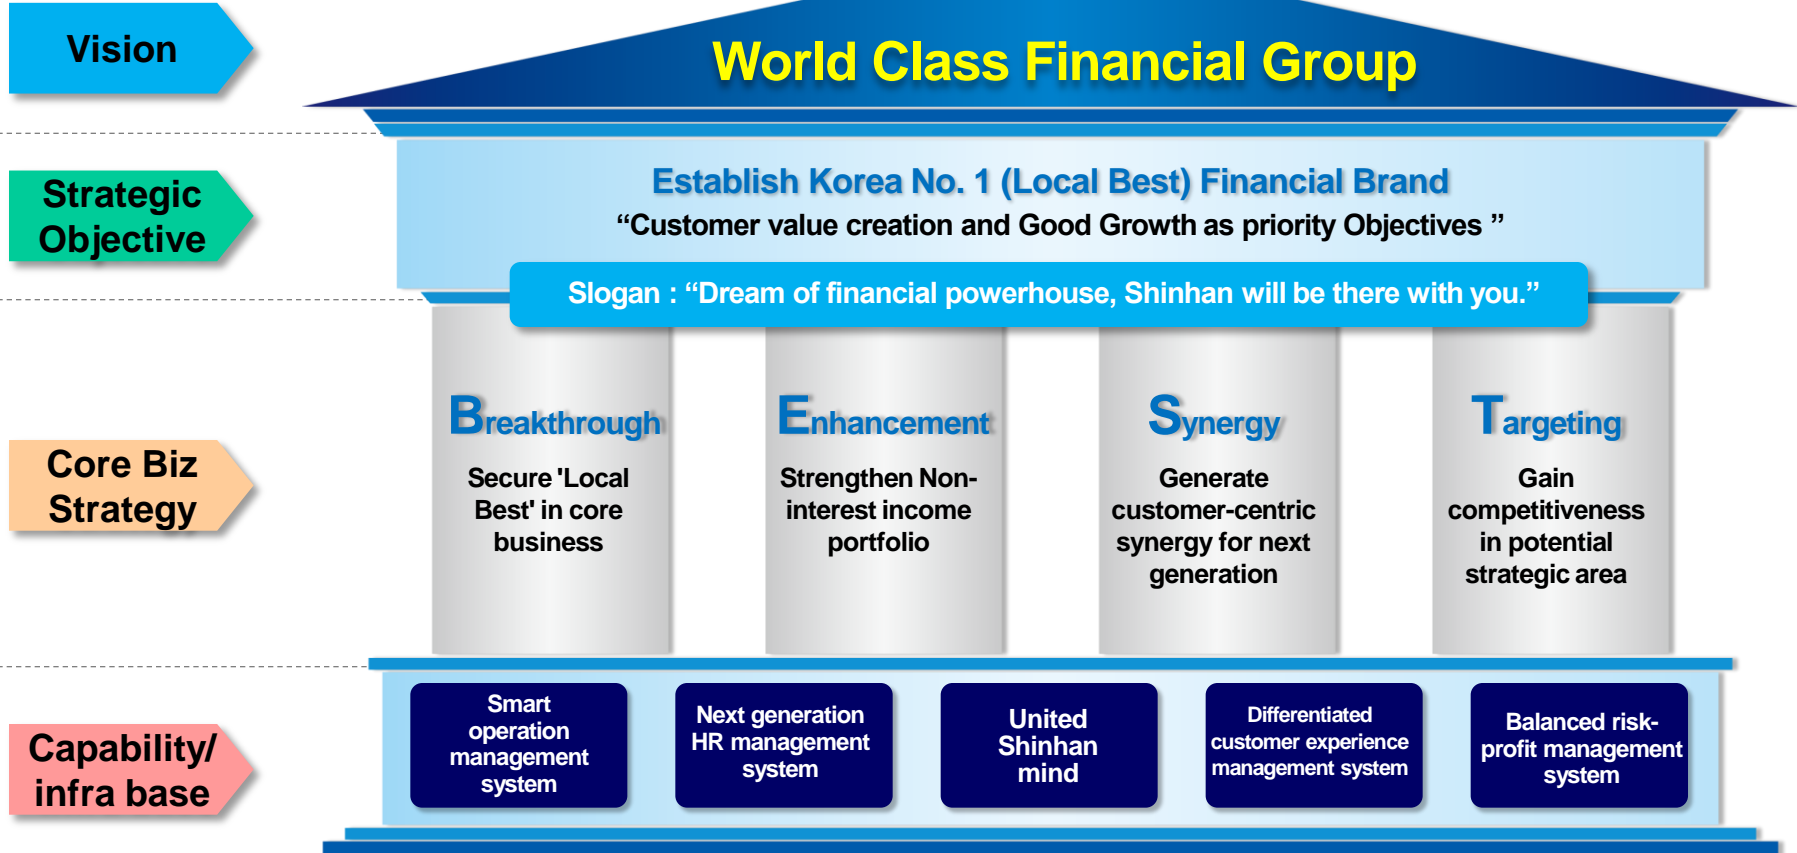 Vision
World Class Financial Group
Strategic
Objective
Establish Korea No. 1 (Local Best) Financial Brand
“Customer value creation and Good Growth as priority Objectives ”
Slogan : “Dream of financial powerhouse, Shinhan will be there with you.”
Core Biz
Strategy
Breakthrough
Secure 'Local
Best' in core
business
Enhancement
Strengthen Non-
interest income
portfolio
Synergy
Generate
customer-centric
synergy for next
generation
Targeting
Gain
competitiveness
in potential
strategic area
Capability/
infra base
Smart
operation
management
system
Next generation
HR management
system
United
Shinhan
mind
Differentiated
customer experience
management system
Balanced risk-
profit management
system